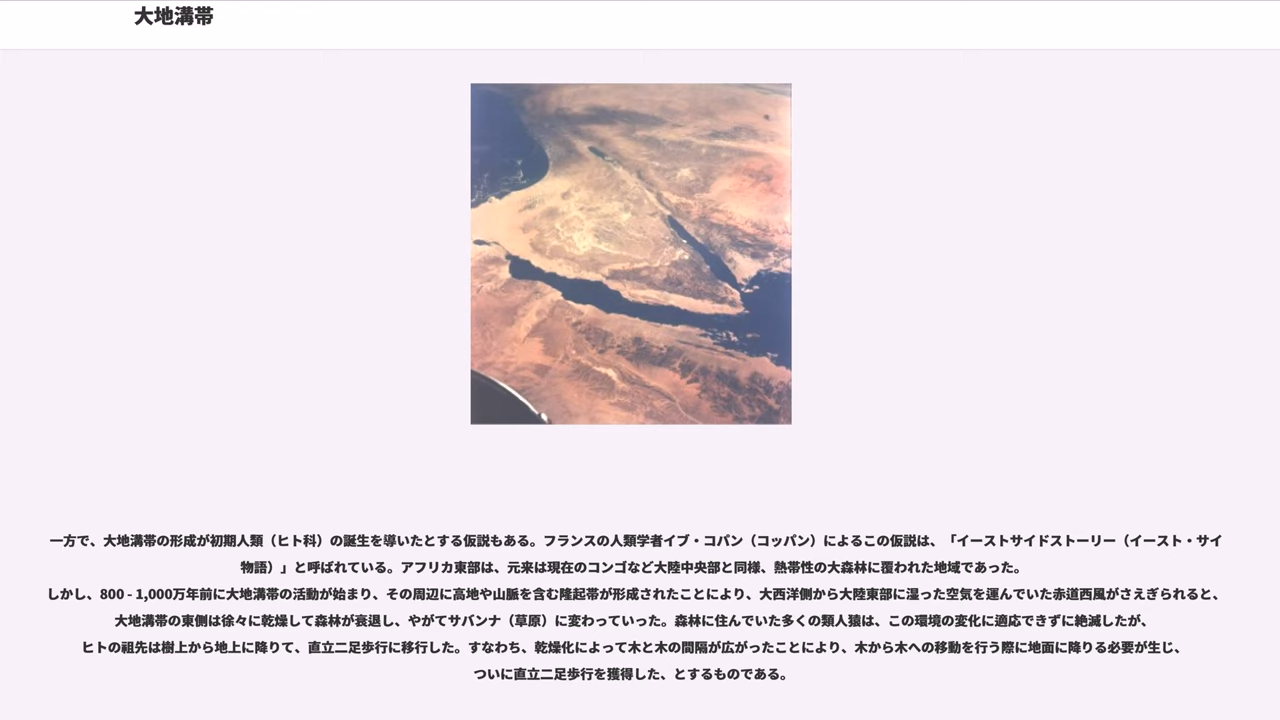 大地溝帯
一方で、大地溝帯の形成が初期人類（ヒト科）の誕生を導いたとする仮説もある。フランスの人類学者イブ・コパン（コッパン）によるこの仮説は、「イーストサイドストーリー（イースト・サイ
物語）」と呼ばれている。アフリカ東部は、元来は現在のコンゴなど大陸中央部と同様、熱帯性の大森林に覆われた地域であった。
しかし、800 - 1,000万年前に大地溝帯の活動が始まり、その周辺に高地や山脈を含む隆起帯が形成されたことにより、大西洋側から大陸東部に湿った空気を運んでいた赤道西風がさえぎられると、
大地溝帯の東側は徐々に乾燥して森林が衰退し、やがてサバンナ（草原）に変わっていった。森林に住んでいた多くの類人猿は、この環境の変化に適応できずに絶滅したが、
ヒトの祖先は樹上から地上に降りて、直立二足歩行に移行した。すなわち、乾燥化によって木と木の間隔が広がったことにより、木から木への移動を行う際に地面に降りる必要が生じ、
ついに直立二足歩行を獲得した、とするものである。